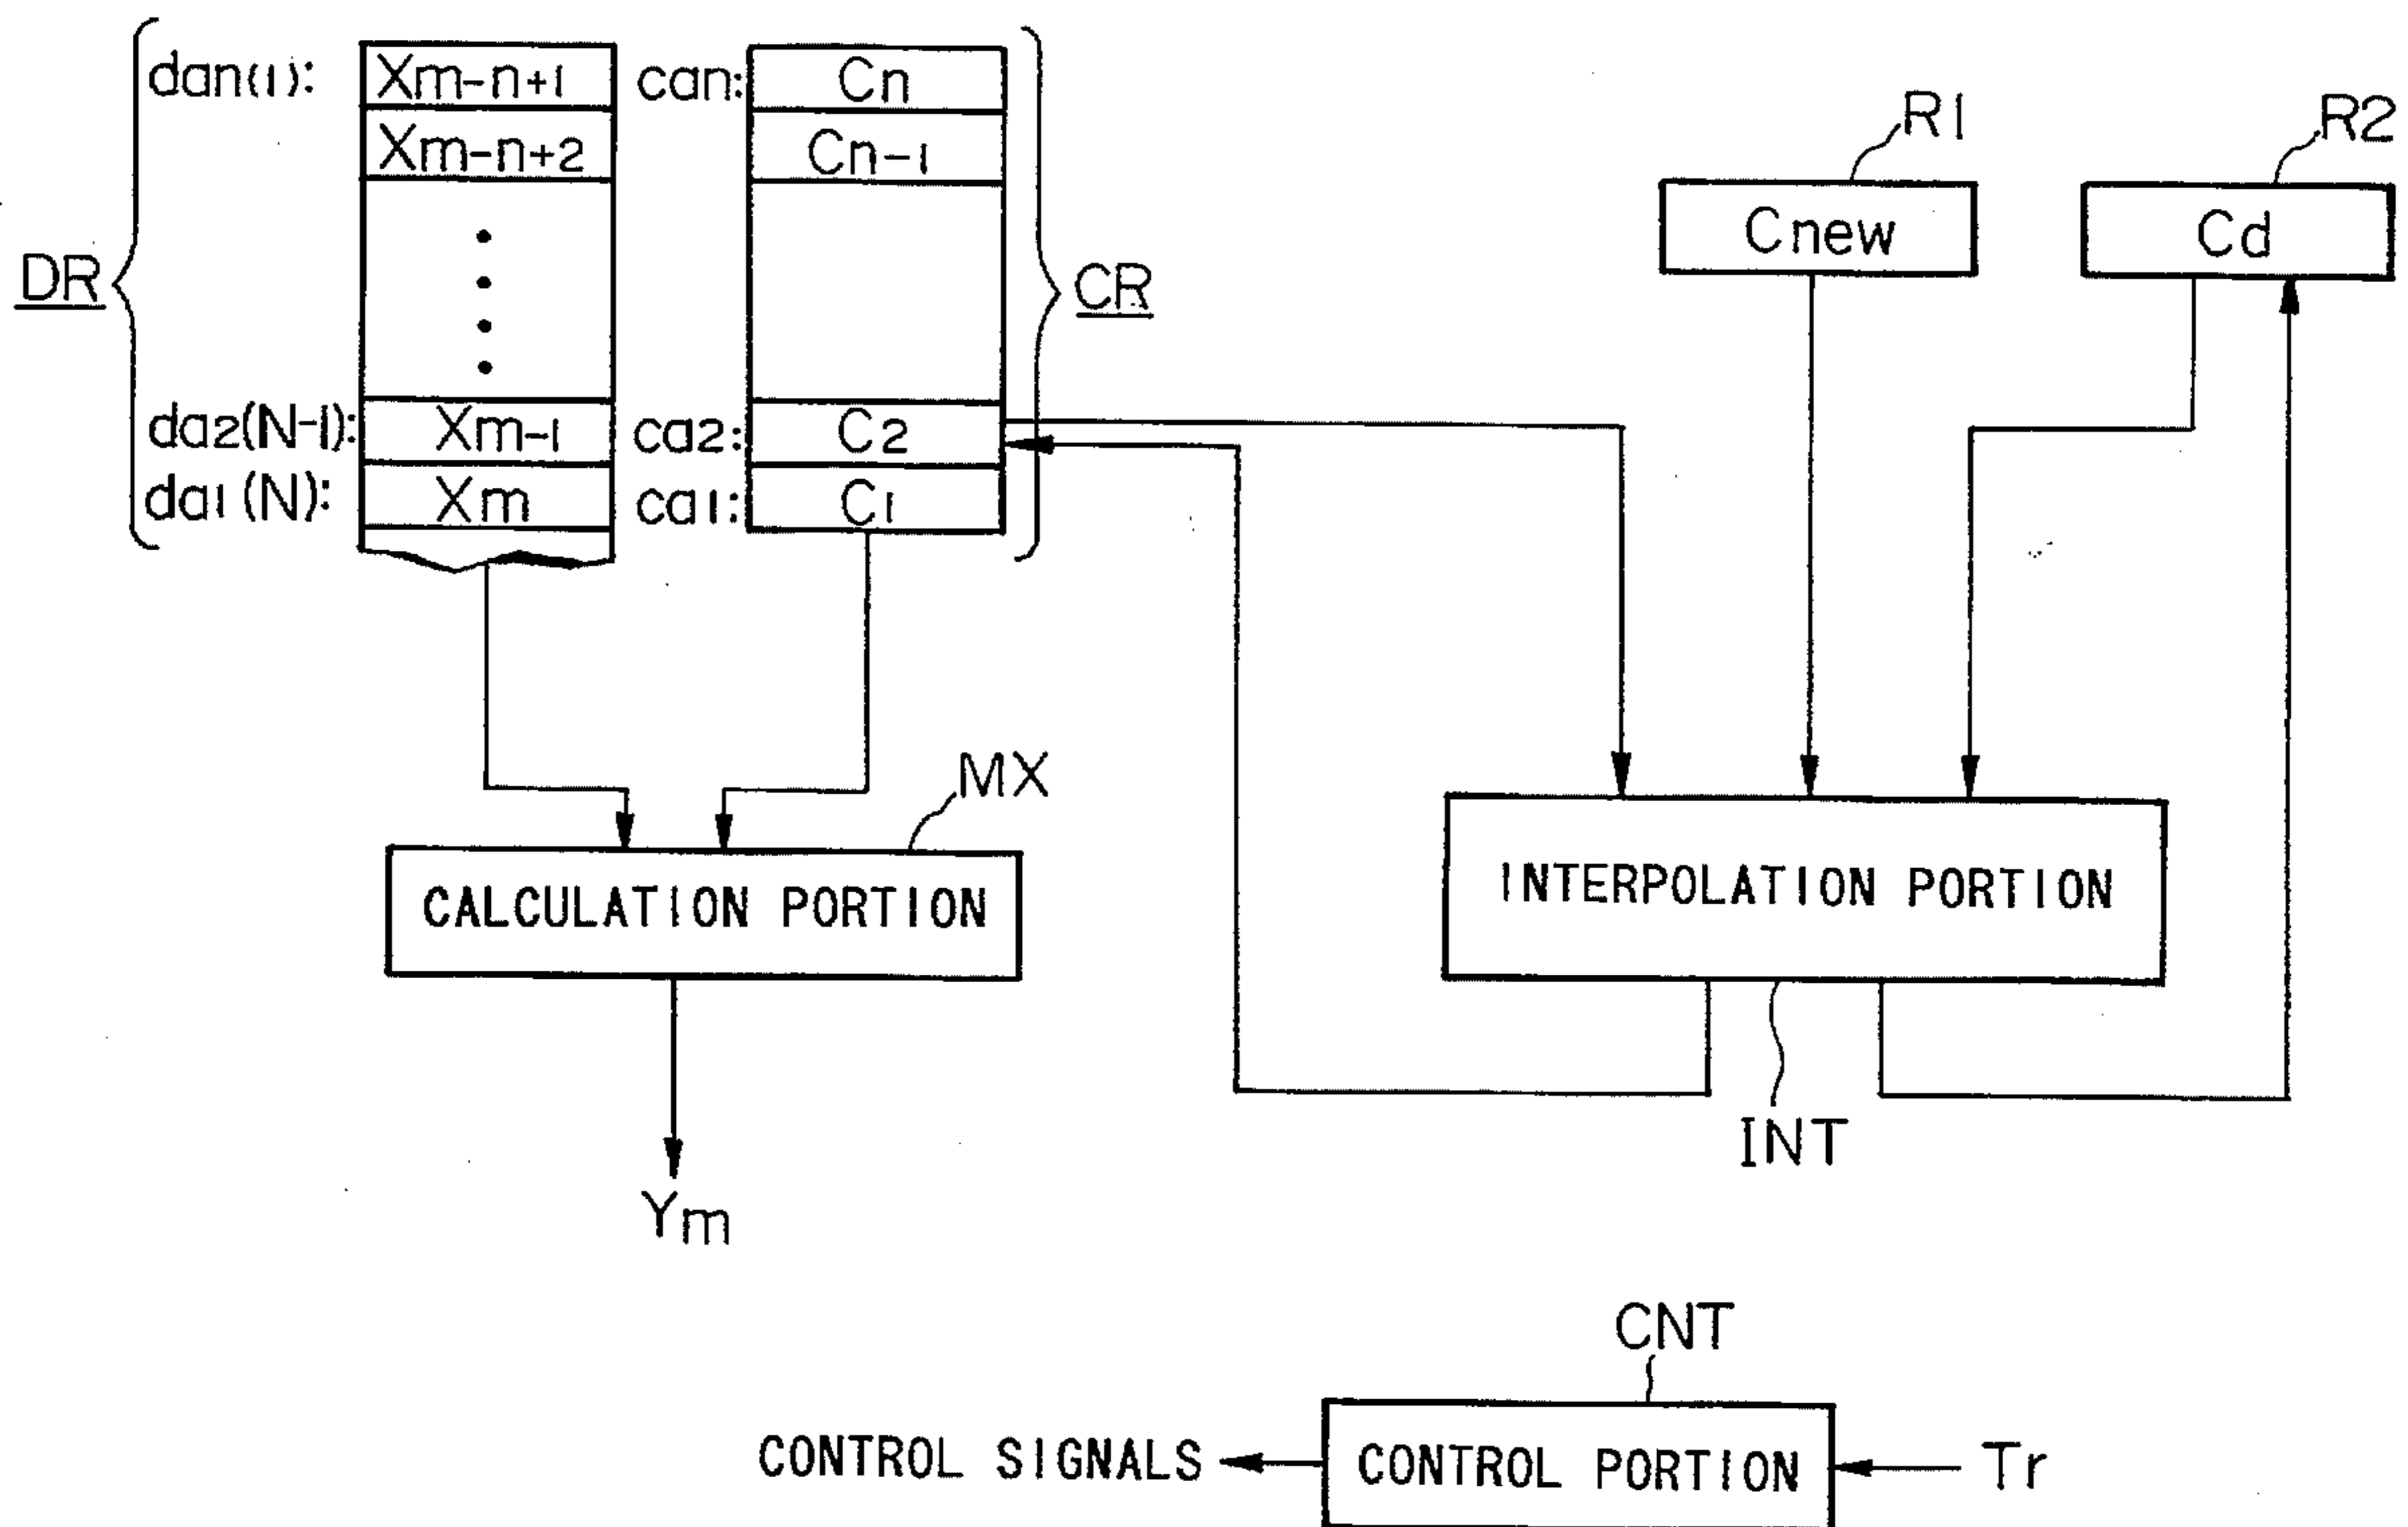 dan(1): Xm-n+1 can: Cn
Xm-n+2 Cn-1
R1 R2
Cnew Cd
DR CR
da2(N-1): Xm-1 ca2: C2
da1(N): Xm ca1: C1
MX
CALCULATION PORTION
INTERPOLATION PORTION
INT
Ym
CNT
CONTROL SIGNALS CONTROL PORTION Tr